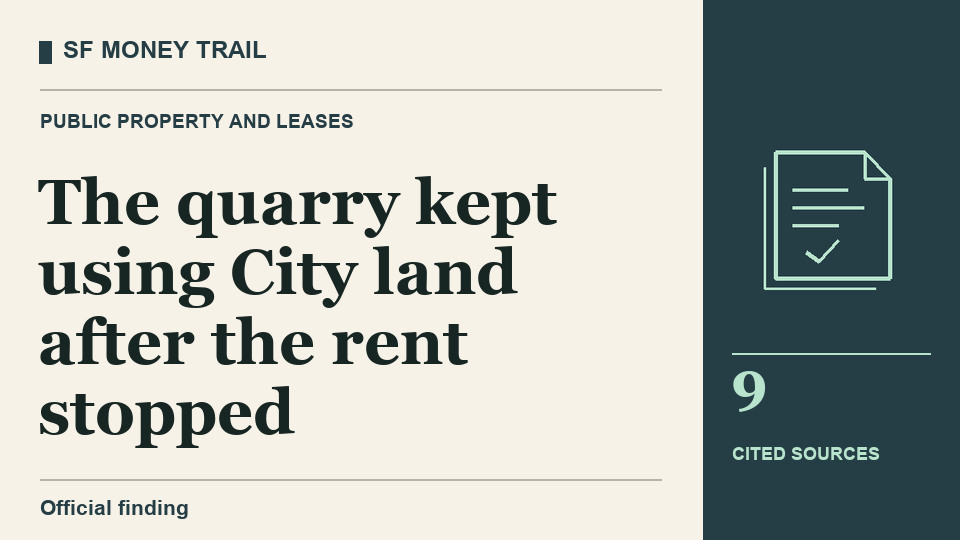 SF MONEY TRAIL
PUBLIC PROPERTY AND LEASES
The quarry kept
using City land
after the rent
stopped
Official finding
9
CITED SOURCES